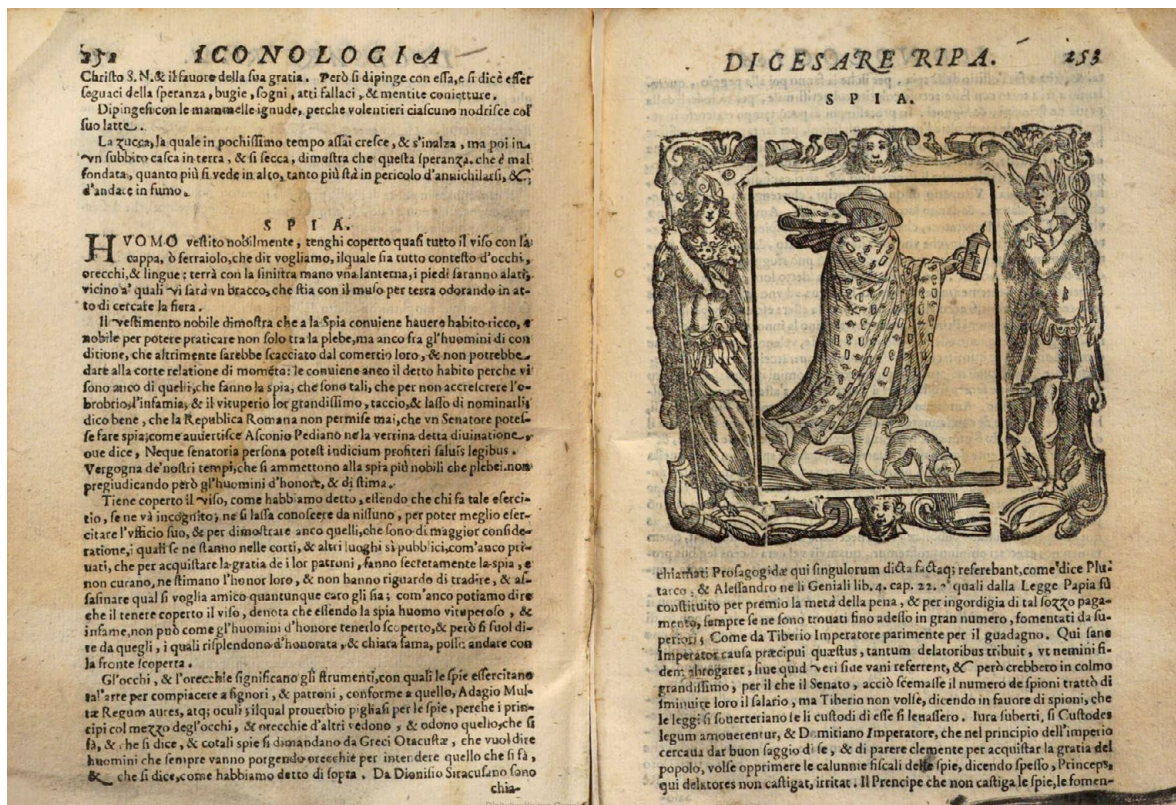 252 ICONOLOGIA
Christo S. N. & il fauore della sua gratia. Però si dipinge con essa, e si dice esser
seguaci della speranza, bugie, sogni, atti fallaci, & mentite conietture.
Dipingesi con le mammelle ignude, perche volentieri ciascuno nodrisce col
suo latte.
La zucca, la quale in pochissimo tempo assai cresce, & s'inalza, ma poi in
vn subbito casca in terra, & si secca, dimostra che questa speranza, che è mal
fondata, quanto più si vede in alto, tanto più stà in pericolo d'annichilarsi, &
d'andare in fumo.
SPIA.
HVOMO vestito nobilmente, tenghi coperto quasi tutto il viso con la
cappa, ò ferraiolo, che dir vogliamo, ilquale sia tutto contesto d'occhi,
orecchi, & lingue; terrà con la sinistra mano vna lanterna, i piedi saranno alati,
vicino a' quali vi sarà vn bracco, che stia con il muso per terra odorando in at-
to di cercare la fiera.
Il vestimento nobile dimostra che a la Spia conuiene hauere habito ricco, e
nobile per potere praticare non solo tra la plebe, ma anco fra gl'huomini di con
ditione, che altrimente sarebbe scacciato dal comertio loro, & non potrebbe
dare alla corte relatione di mométo: le conuiene anco il detto habito perche vi
sono anco di quelli, che fanno la spia, che sono tali, che per non accrescrere l'o-
brobrio, l'infamia, & il vituperio lor grandissimo, taccio, & lasso di nominarli;
dico bene, che la Republica Romana non permise mai, che vn Senatore potes-
se fare spia, come auuertisce Asconio Pediano ne la verrina detta diuinatione,
oue dice, Neque senatoria persona potest indicium profiteri saluis legibus.
Vergogna de' nostri tempi, che si ammettono alla spia più nobili che plebei. non
pregiudicando però gl'huomini d'honore, & di stima.
Tiene coperto il viso, come habbiamo detto, essendo che chi fa tale eserci-
tio, se ne và incognito, ne si lassa conoscere da nissuno, per poter meglio eser-
citare l'vfficio suo, & per dimostrare anco quelli, che sono di maggior conside-
ratione, i quali se ne stanno nelle corti, & altri luoghi sì pubblici, com'anco pri-
uati, che per acquistar la gratia de i lor patroni, fanno secretamente la spia, e
non curano, ne stimano l'honor loro, & non hanno riguardo di tradire, & as-
sasinare qual si voglia amico quantunque caro gli sia; com'anco potiamo dire
che il tenere coperto il viso, denota che essendo la spia huomo vituperoso, &
infame, non può come gl'huomini d'honore tenerlo scoperto, & però si suol di-
re da quegli, i quali risplendono d'honorata, & chiara fama, posso andare con
la fronte scoperta.
Gl'occhi, & l'orecchie significano gli strumenti, con quali le spie essercitano
tal'arte per compiacere a signori, & patroni, conforme a quello, Adagio Mul-
tæ Regum aures, atq; oculi; ilqual prouerbio pigliasi per le spie, perche i prin-
cipi col mezzo degl'occhi, & orecchie d'altri vedono, & odono quello, che si
fà, & che si dice, & cotali spie si dimandano da Greci Otacustæ, che vuol dire
huomini che sempre vanno porgendo orecchie per intendere quello che si fà,
& che si dice, come habbiamo detto di sopra. Da Dionisio Siracusano sono
chia-
DI CESARE RIPA. 253
SPIA.
chiamati Prosagogidæ qui singulorum dicta factaq; referebant, come dice Plu-
tarco, & Alessandro ne li Geniali lib. 4. cap. 22. a' quali dalla Legge Papia fù
constituito per premio la metà della pena, & per ingordigia di tal sozzo paga-
mento, sempre se ne sono trouati fino adesso in gran numero, fomentati da su-
periori; Come da Tiberio Imperatore parimente per il guadagno. Qui sane
Imperator causa præcipui quæstus, tantum delatoribus tribuit, vt nemini fi-
dem abrogaret, siue quid veri siue vani referrent, & però crebbero in colmo
grandissimo, per il che il Senato, acciò scemasse il numero de spioni trattò di
sminuire loro il salario, ma Tiberio non volse, dicendo in fauore di spioni, che
le leggi si souerteriano se li custodi di esse si leuassero. Iura suberti, si Custodes
legum amouerentur, & Domitiano Imperatore, che nel principio dell'imperio
cercaua dar buon saggio di se, & di parere clemente per acquistar la gratia del
popolo, volse opprimere le calunnie fiscali delle spie, dicendo spesso, Princeps,
qui delatores non castigat, irritat. Il Prencipe che non castiga le spie, le fomen-